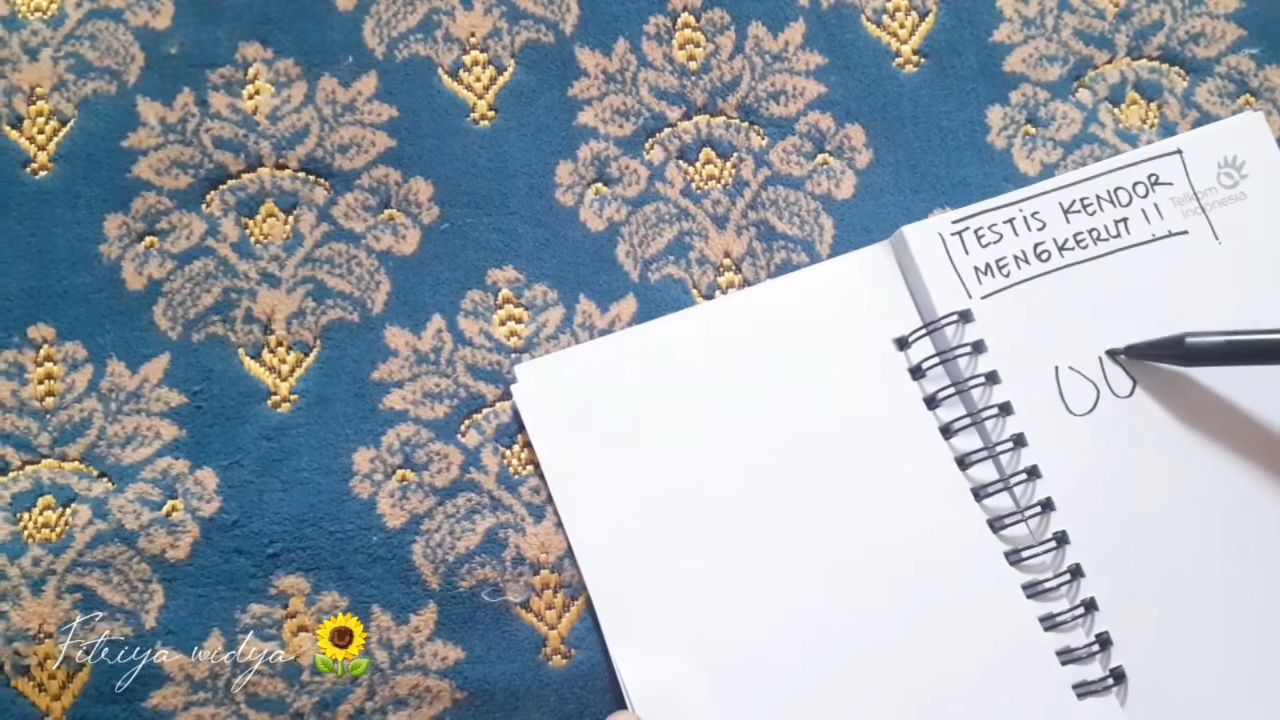 TESTiS KENDOR
MENGKERUT !!
Telkom
Indonesia
Fitriya widya